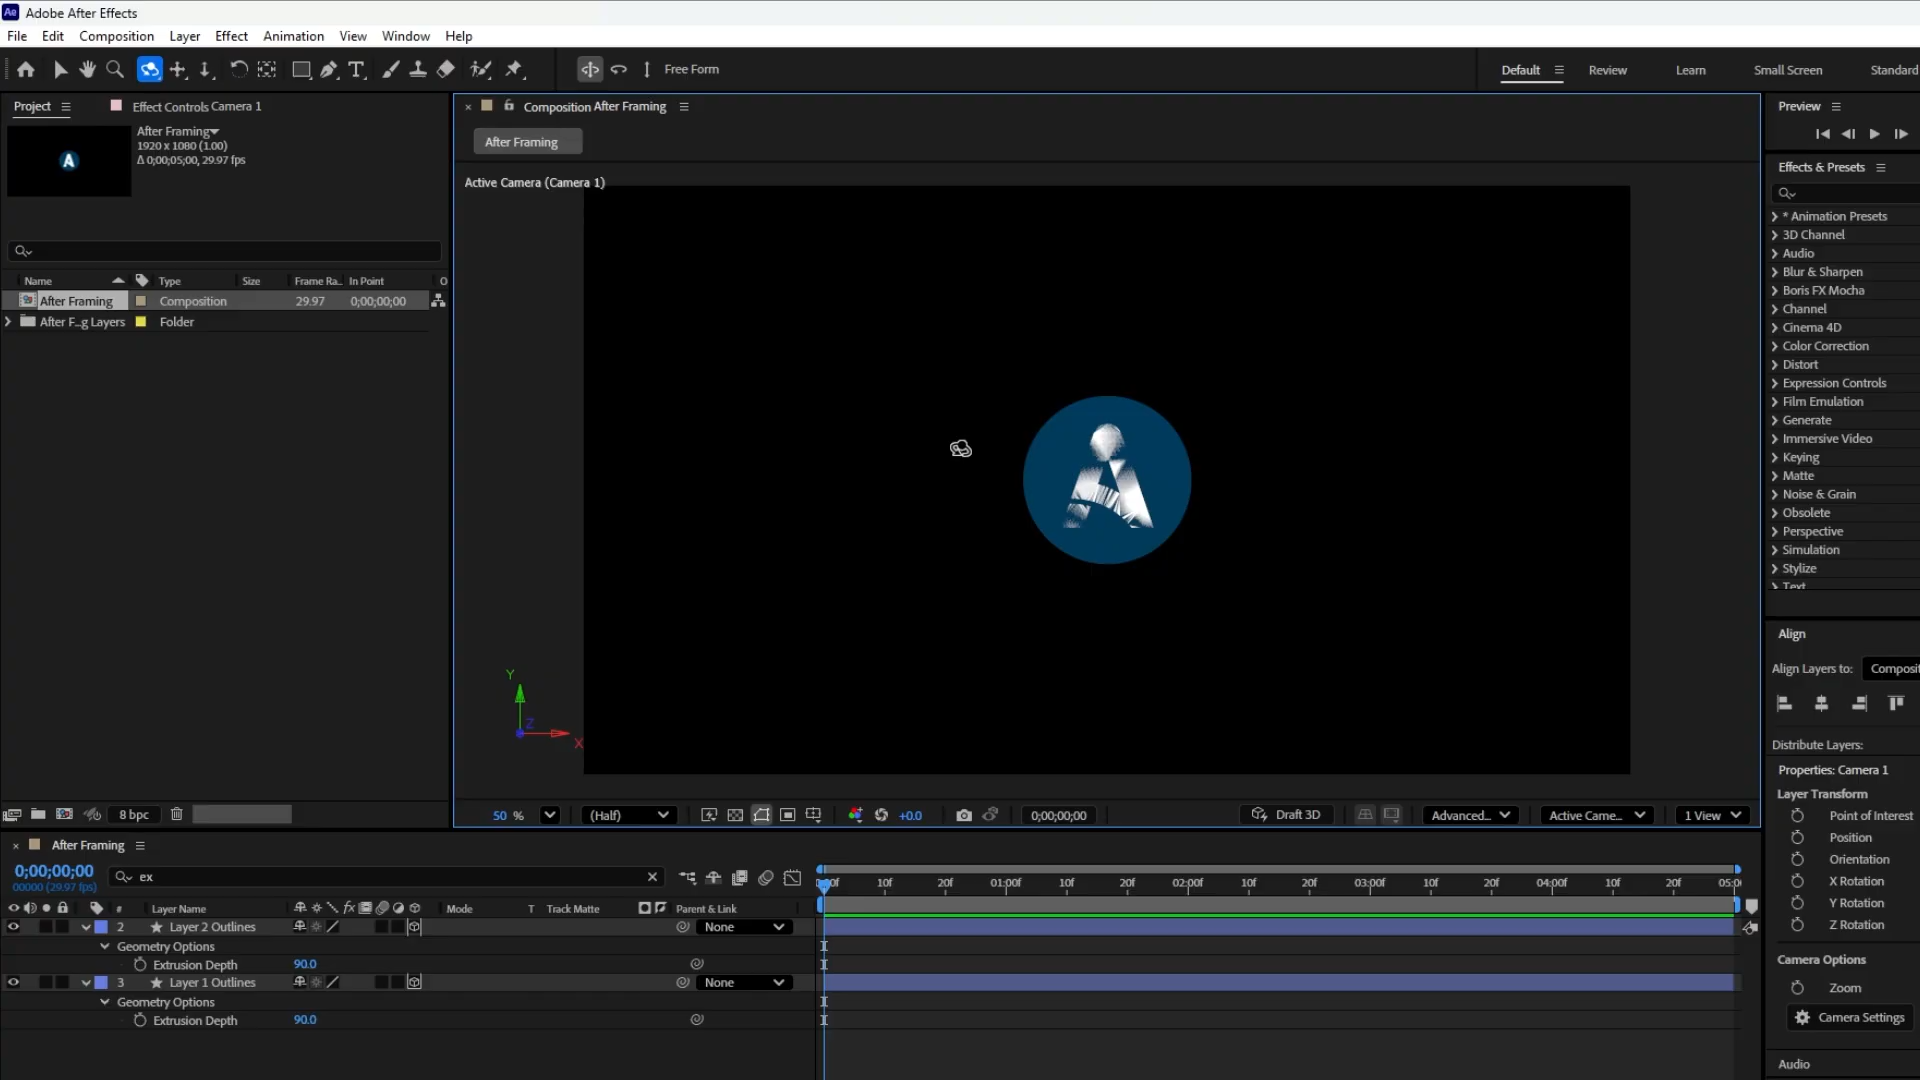 Ae Adobe After Effects
File Edit Composition Layer Effect Animation View Window Help
T Free Form
Default Review Learn Small Screen Standard
Project Effect Controls Camera 1
After Framing
1920 x 1080 (1.00)
Δ 0;00;05;00, 29.97 fps
Name Type Size Frame Ra.. In Point O
After Framing Composition 29.97 0;00;00;00
After F...g Layers Folder
8 bpc
Composition After Framing
After Framing
Active Camera (Camera 1)
A
Y
Z
X
50 % (Half) +0.0 0;00;00;00 Draft 3D Advanced... Active Came... 1 View
Preview
Effects & Presets
* Animation Presets
3D Channel
Audio
Blur & Sharpen
Boris FX Mocha
Channel
Cinema 4D
Color Correction
Distort
Expression Controls
Film Emulation
Generate
Immersive Video
Keying
Matte
Noise & Grain
Obsolete
Perspective
Simulation
Stylize
Text
Align
Align Layers to: Composit
Distribute Layers:
Properties: Camera 1
Layer Transform
Point of Interest
Position
Orientation
X Rotation
Y Rotation
Z Rotation
Camera Options
Zoom
Camera Settings
Audio
After Framing
0;00;00;00
00000 (29.97 fps)
ex
# Layer Name fx Mode T Track Matte Parent & Link
2 Layer 2 Outlines None
Geometry Options
Extrusion Depth 90.0
3 Layer 1 Outlines None
Geometry Options
Extrusion Depth 90.0
10f 20f 01:00f 10f 20f 02:00f 10f 20f 03:00f 10f 20f 04:00f 10f 20f 05:0